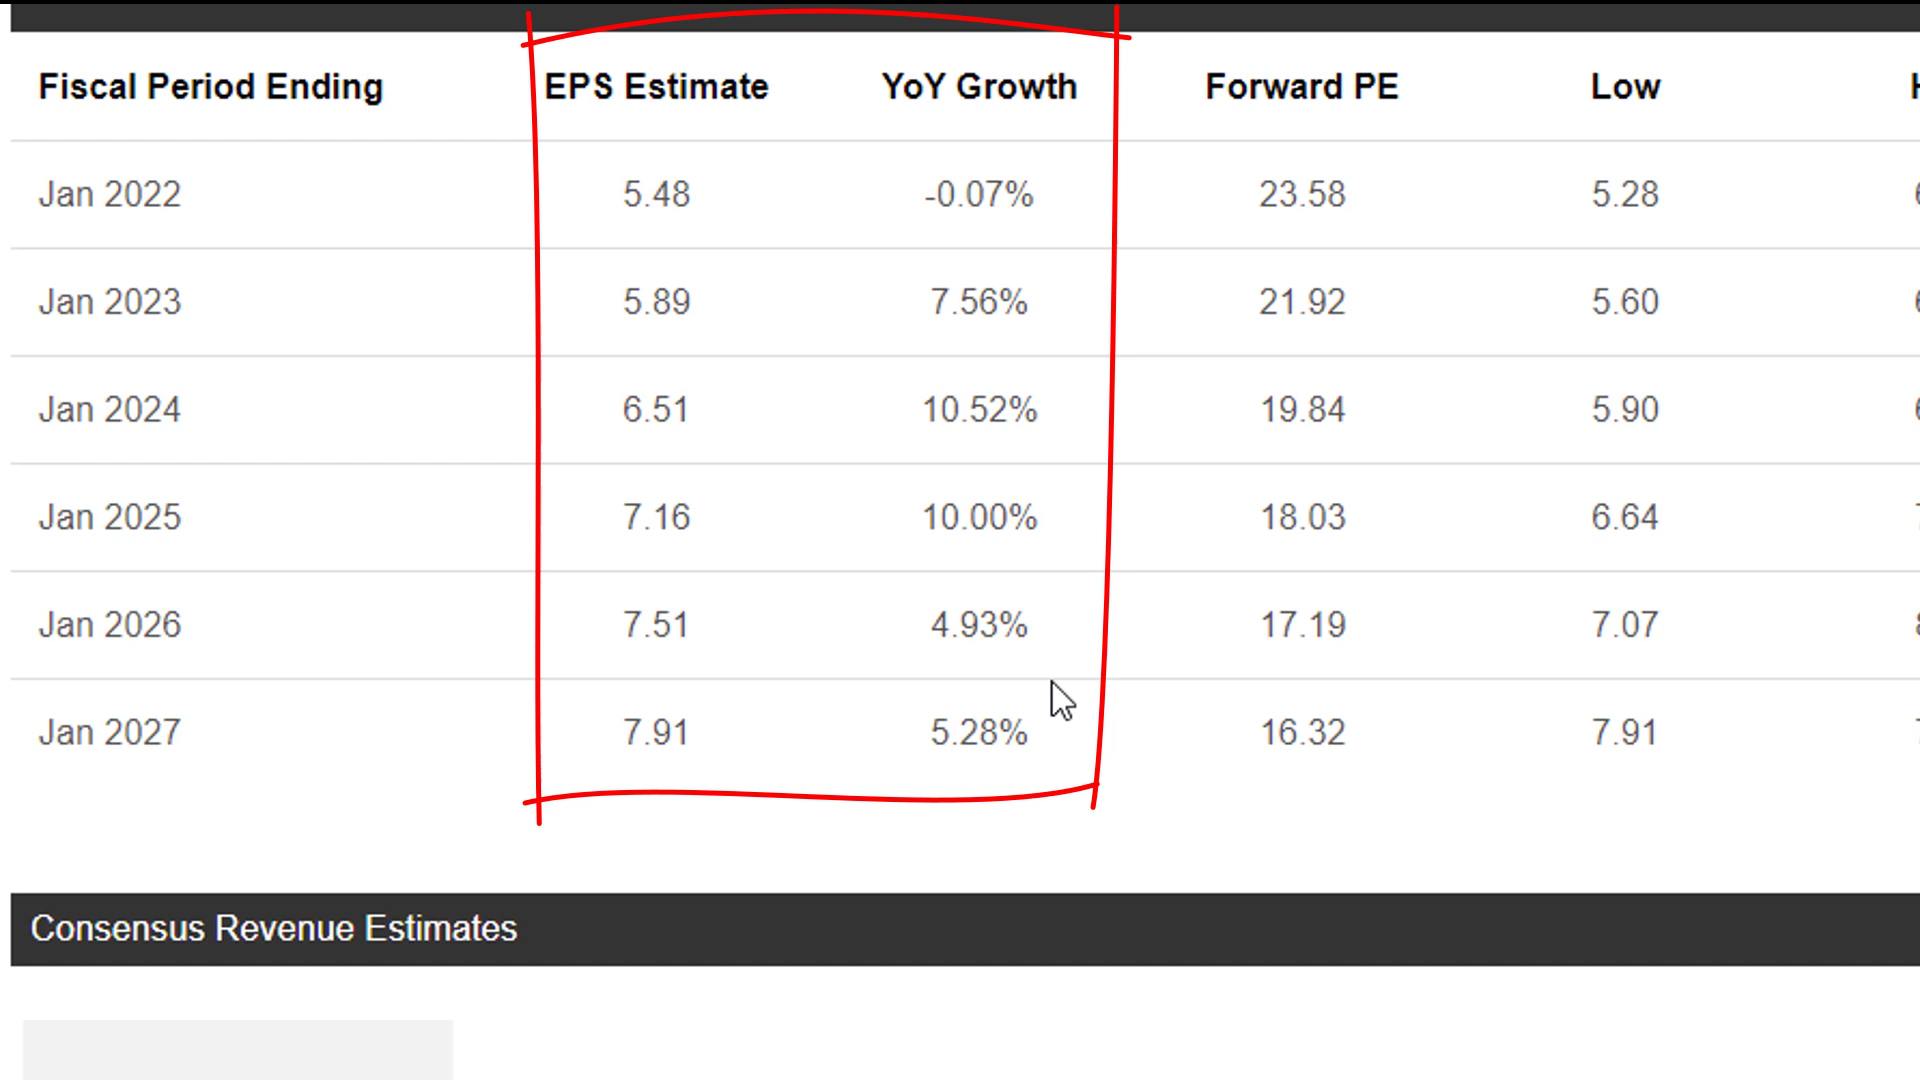 Fiscal Period Ending EPS Estimate YoY Growth Forward PE Low
Jan 2022 5.48 -0.07% 23.58 5.28
Jan 2023 5.89 7.56% 21.92 5.60
Jan 2024 6.51 10.52% 19.84 5.90
Jan 2025 7.16 10.00% 18.03 6.64
Jan 2026 7.51 4.93% 17.19 7.07
Jan 2027 7.91 5.28% 16.32 7.91
Consensus Revenue Estimates